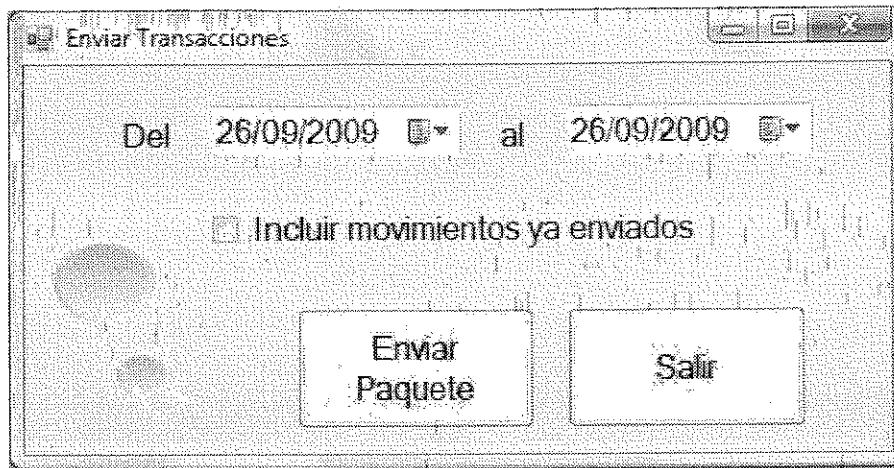 Enviar Transacciones
Del 26/09/2009 al 26/09/2009
Incluir movimientos ya enviados
Enviar
Paquete
Salir